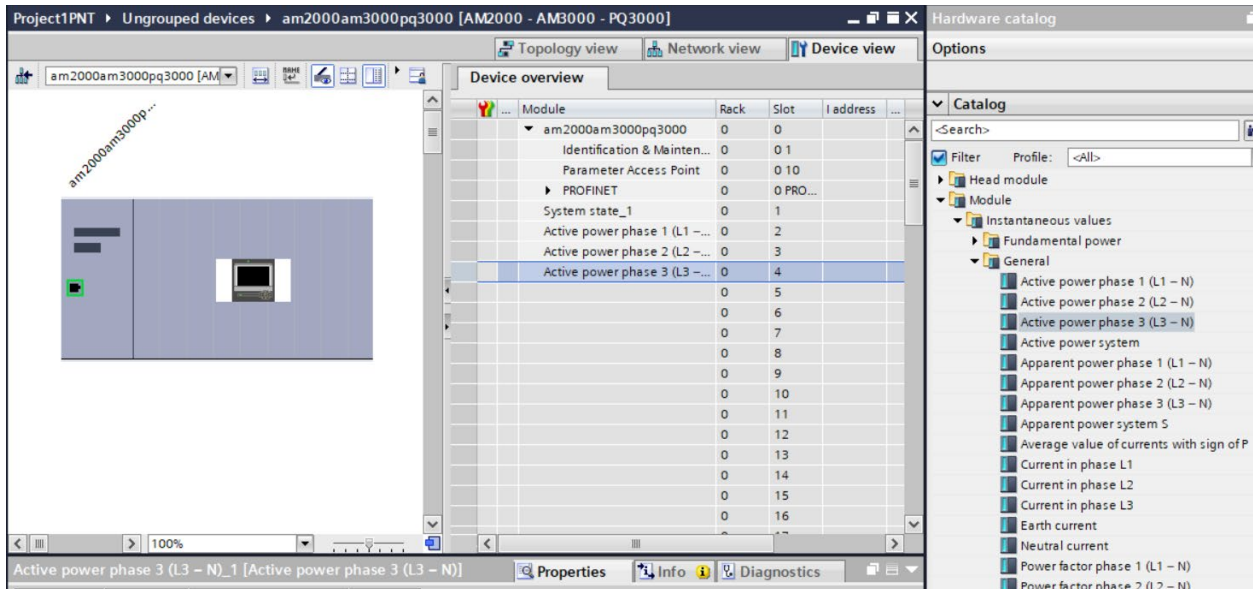 Project1PNT ▸ Ungrouped devices ▸ am2000am3000pq3000 [AM2000 - AM3000 - PQ3000]
Topology view Network view Device view
am2000am3000pq3000 [AM
am2000am3000p...
100%
Device overview
... Module Rack Slot I address ...
am2000am3000pq3000 0 0
Identification & Mainten... 0 0 1
Parameter Access Point 0 0 10
PROFINET 0 0 PRO...
System state_1 0 1
Active power phase 1 (L1 –... 0 2
Active power phase 2 (L2 –... 0 3
Active power phase 3 (L3 –... 0 4
0 5
0 6
0 7
0 8
0 9
0 10
0 11
0 12
0 13
0 14
0 15
0 16
Active power phase 3 (L3 – N)_1 [Active power phase 3 (L3 – N)]
Properties Info Diagnostics
Hardware catalog
Options
Catalog
<Search>
Filter Profile: <All>
Head module
Module
Instantaneous values
Fundamental power
General
Active power phase 1 (L1 – N)
Active power phase 2 (L2 – N)
Active power phase 3 (L3 – N)
Active power system
Apparent power phase 1 (L1 – N)
Apparent power phase 2 (L2 – N)
Apparent power phase 3 (L3 – N)
Apparent power system S
Average value of currents with sign of P
Current in phase L1
Current in phase L2
Current in phase L3
Earth current
Neutral current
Power factor phase 1 (L1 – N)
Power factor phase 2 (L2 – N)